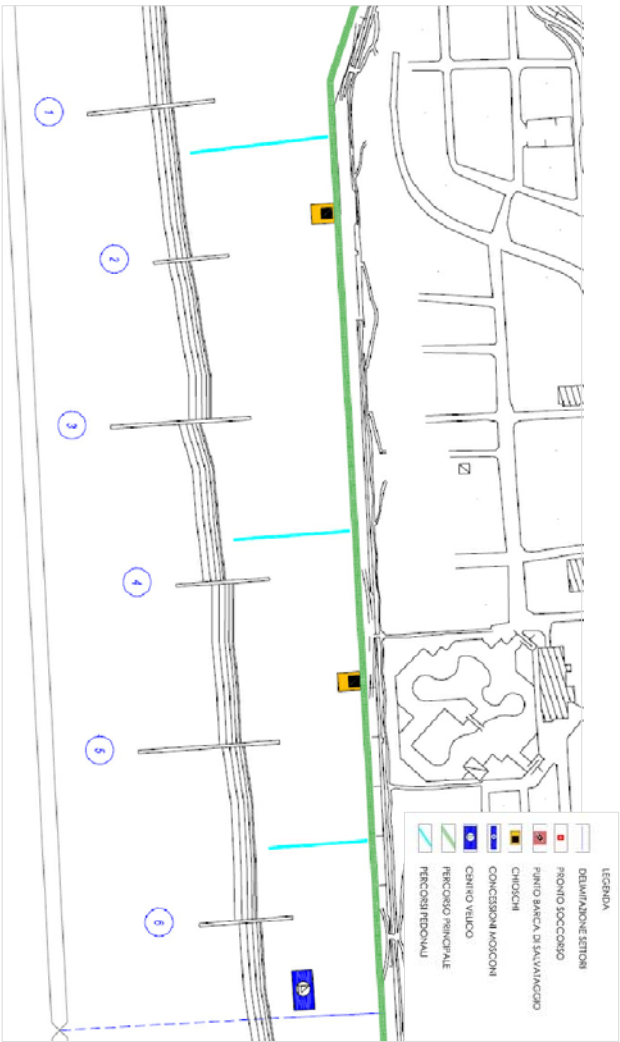 1
2
3
4
5
6
LEGENDA
DELIMITAZIONE SETTORI
PRONTO SOCCORSO
PUNTO BARCA DI SALVATAGGIO
CHIOSCHI
CONCESSIONI MOSCONI
CENTRO VELICO
PERCORSO PRINCIPALE
PERCORSI PEDONALI